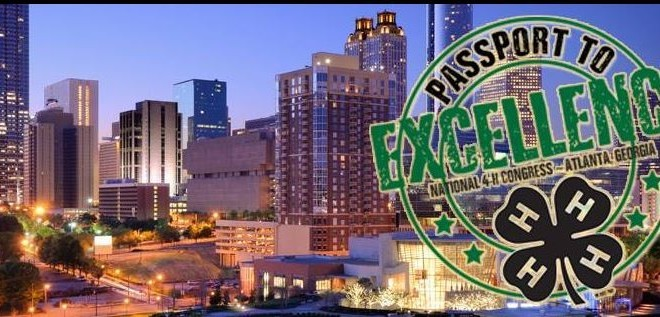 PASSPORT TO
EXCELLENC
NATIONAL 4-H CONGRESS – ATLANTA, GEORGIA
H H
H H